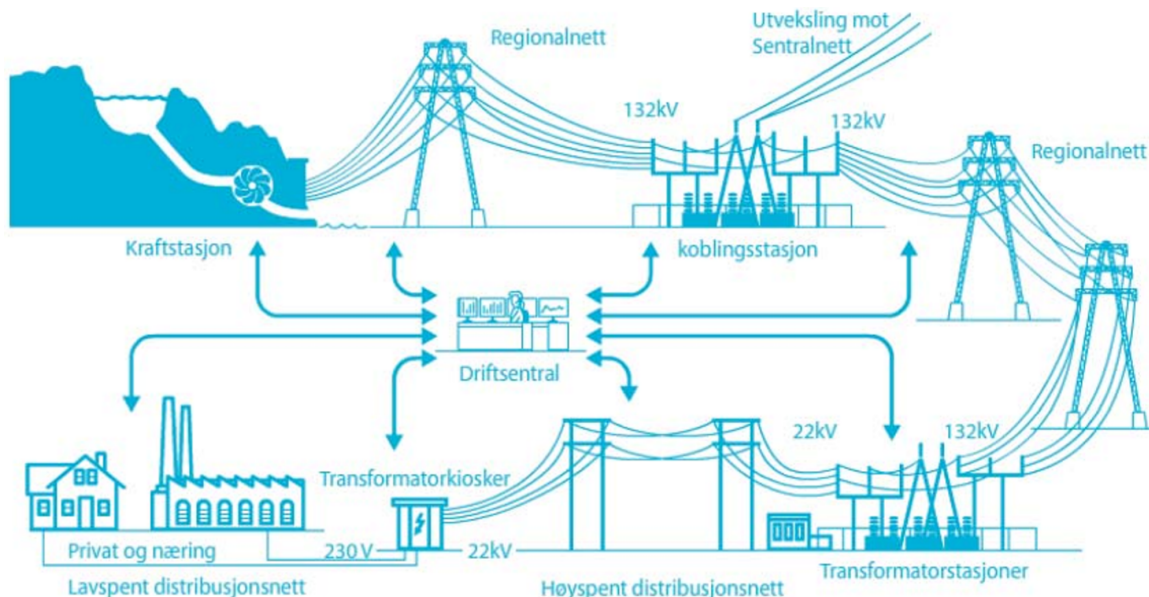 Utveksling mot
Sentralnett
Regionalnett
132kV
132kV
Regionalnett
Kraftstasjon
koblingsstasjon
Driftsentral
22kV
132kV
Transformatorkiosker
Privat og næring
230 V
22kV
Lavspent distribusjonsnett
Høyspent distribusjonsnett
Transformatorstasjoner